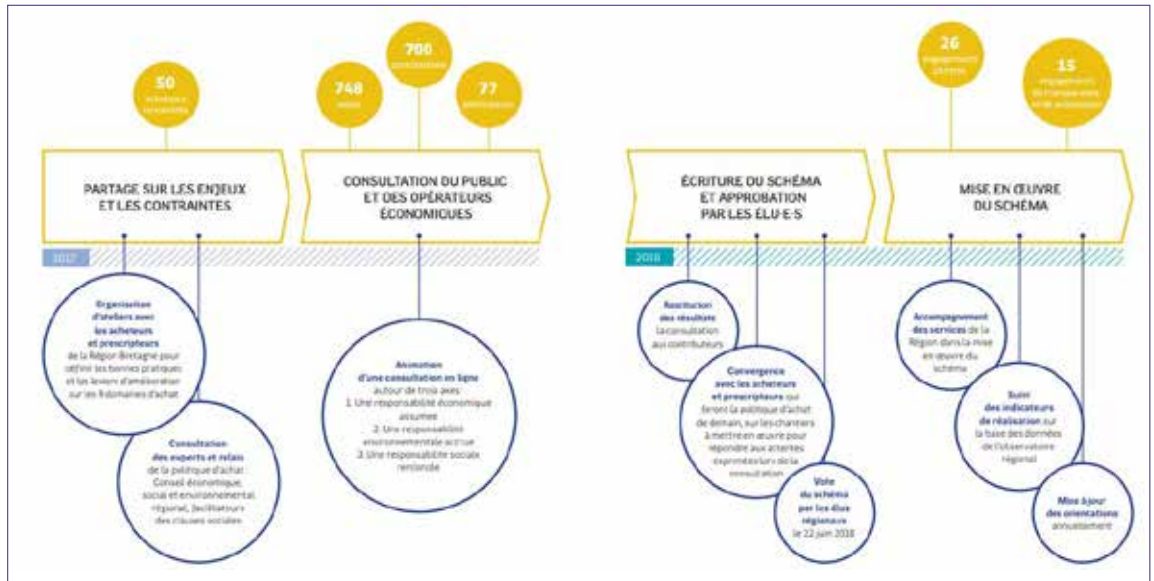 50
748
700
77
26
15
PARTAGE SUR LES ENJEUX
ET LES CONTRAINTES
CONSULTATION DU PUBLIC
ET DES OPÉRATEURS
ÉCONOMIQUES
ÉCRITURE DU SCHÉMA
ET APPROBATION
PAR LES ÉLU·E·S
MISE EN ŒUVRE
DU SCHÉMA
2017
2018
Organisation
d'ateliers avec
les acheteurs
et prescripteurs
de la Région Bretagne pour
définir les bonnes pratiques
et les leviers d'amélioration
sur les domaines d'achat
Consultation
des experts et relais
de la politique d'achat :
Conseil économique,
social et environnemental
régional, facilitateurs
des clauses sociales
Animation
d'une consultation en ligne
autour de trois axes
1. Une responsabilité économique
assumée
2. Une responsabilité
environnementale accrue
3. Une responsabilité sociale
renforcée
Restitution
des résultats
la consultation
aux contributeurs
Convergence
avec les acheteurs
et prescripteurs qui
feront la politique d'achat
de demain, sur les chantiers
à mettre en œuvre pour
répondre aux attentes
de la
consultation
Vote
du schéma
par les élus
régionaux
le 22 juin 2018
Accompagnement
des services de la
Région dans la mise
en œuvre du
schéma
Suivi
des indicateurs
de réalisation sur
la base des données
de l'observatoire
régional
Mise à jour
des orientations
annuellement